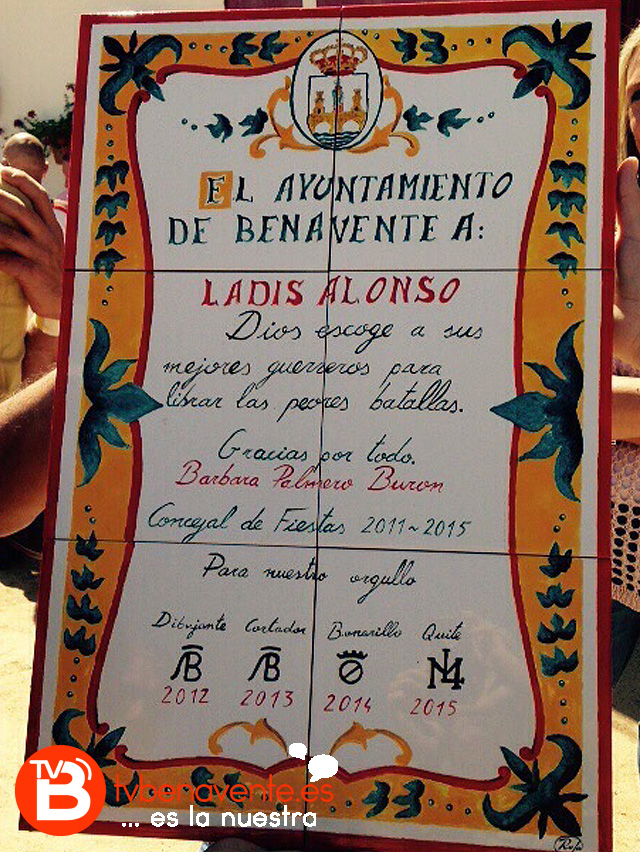 EL AYUNTAMIENTO
DE BENAVENTE A:
LADIS ALONSO
Dios escoge a sus
mejores guerreros para
librar las peores batallas.
Gracias por todo.
Barbara Palmero Buron
Concejal de Fiestas 2011~2015
Para nuestro orgullo
Dibujante Cortador Bonarillo Quite
2012 2013 2014 2015
TV B tvbenavente.es
... es la nuestra